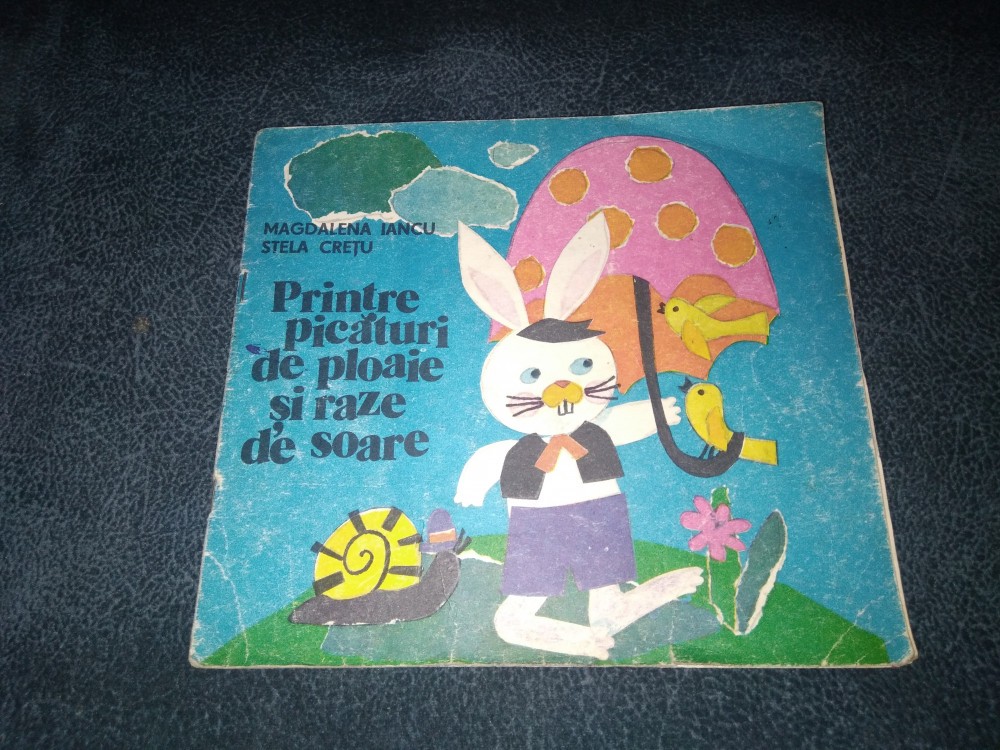 MAGDALENA IANCU
STELA CREȚU
Printre
picături
de ploaie
și raze
de soare